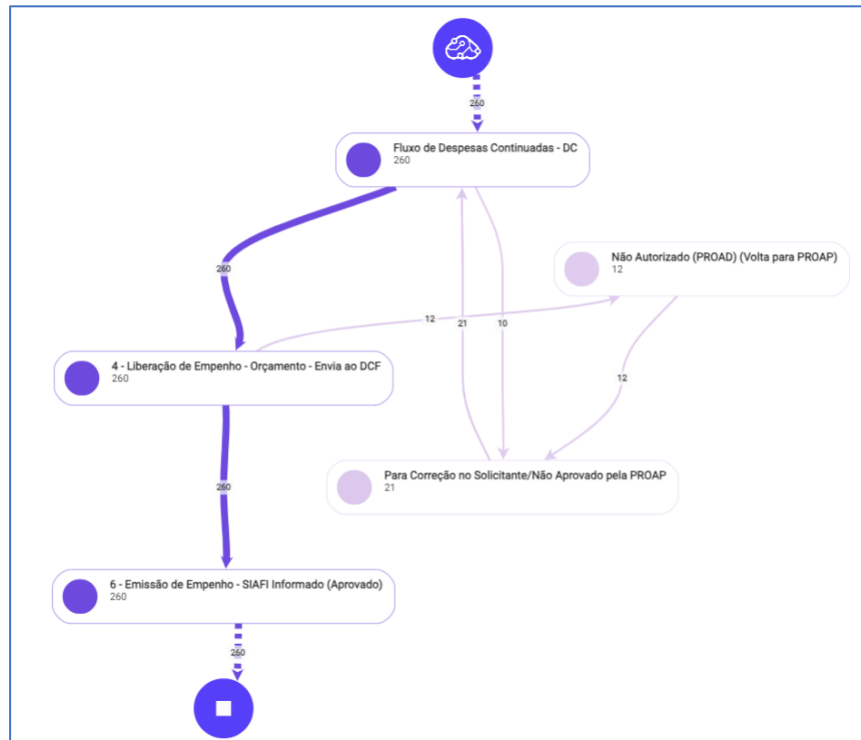 260
Fluxo de Despesas Continuadas - DC
260
260
Não Autorizado (PROAD) (Volta para PROAP)
12
12
21
10
4 - Liberação de Empenho - Orçamento - Envia ao DCF
260
12
Para Correção no Solicitante/Não Aprovado pela PROAP
21
260
6 - Emissão de Empenho - SIAFI Informado (Aprovado)
260
260